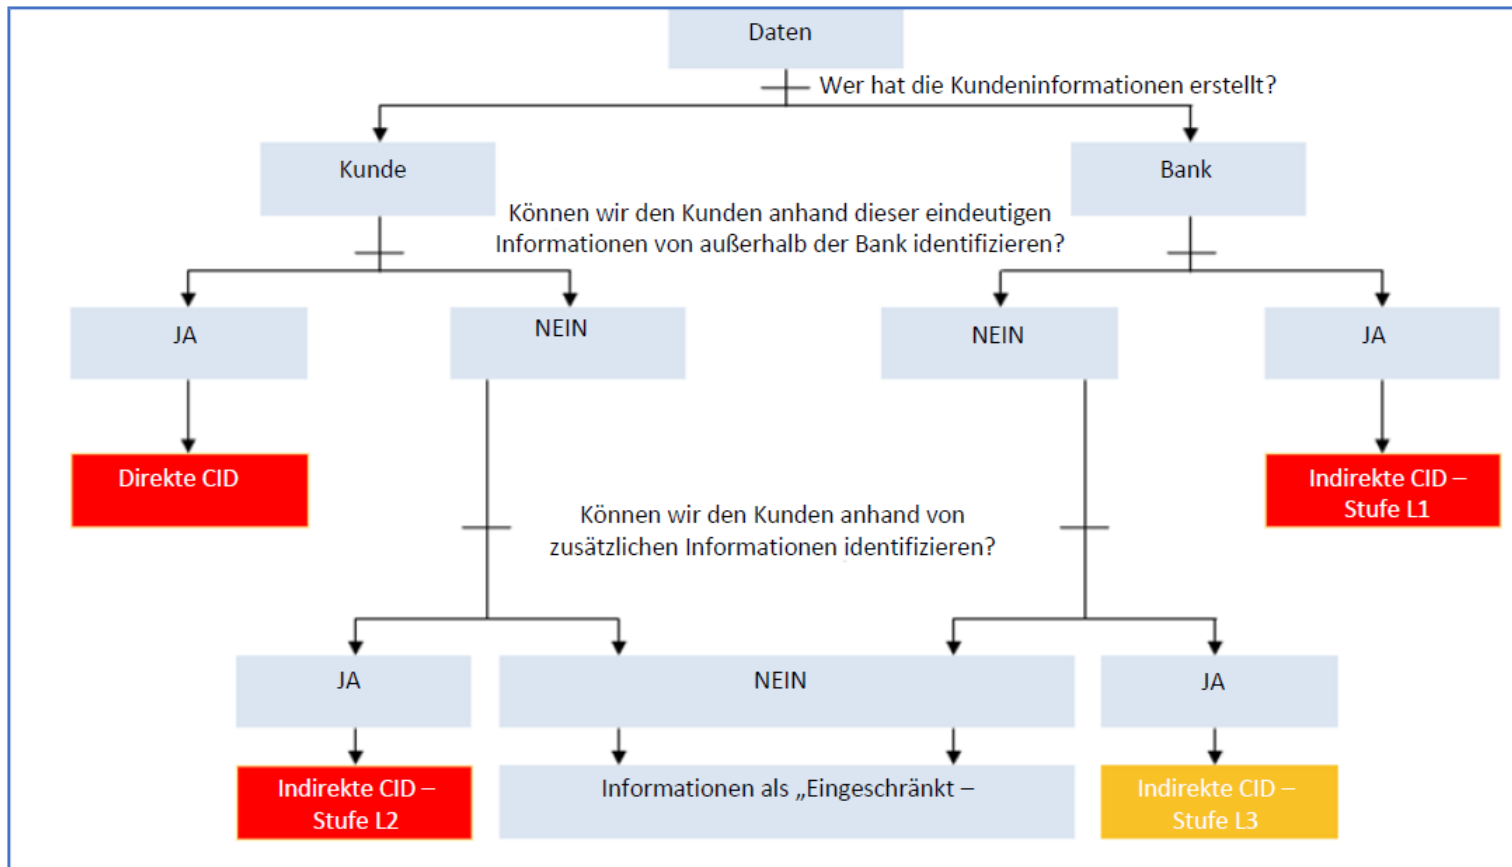 Daten
Wer hat die Kundeninformationen erstellt?
Kunde
Bank
Können wir den Kunden anhand dieser eindeutigen
Informationen von außerhalb der Bank identifizieren?
JA
NEIN
NEIN
JA
Direkte CID
Indirekte CID –
Stufe L1
Können wir den Kunden anhand von
zusätzlichen Informationen identifizieren?
JA
NEIN
JA
Indirekte CID –
Stufe L2
Informationen als „Eingeschränkt –
Indirekte CID –
Stufe L3